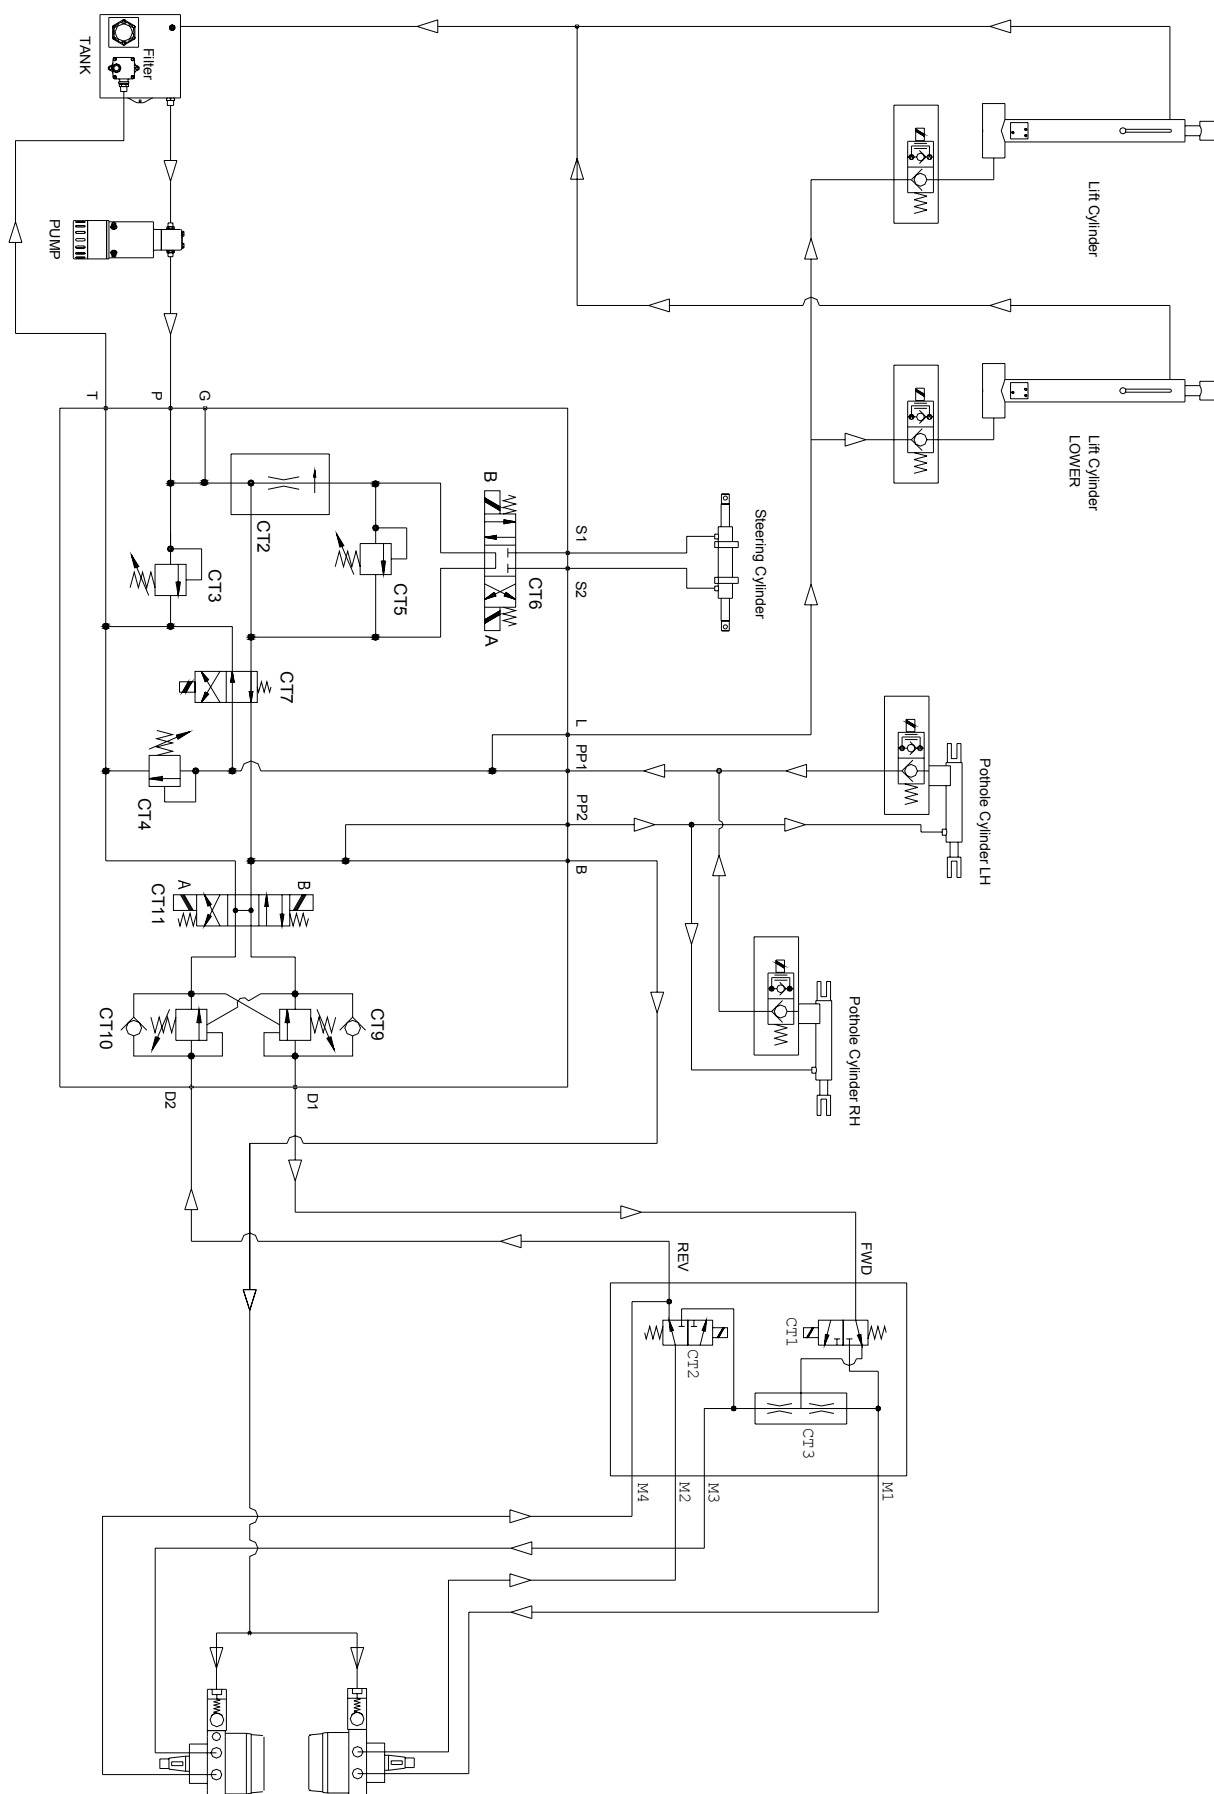 TANK
Filter
PUMP
Lift Cylinder
Lift Cylinder
LOWER
T
P
G
CT2
CT3
CT5
B
CT6
A
S1
S2
Steering Cylinder
CT7
CT4
L
PP1
PP2
B
Pothole Cylinder LH
Pothole Cylinder RH
A
B
CT11
CT10
CT9
D2
D1
REV
FWD
CT1
CT2
CT3
M4
M2
M3
M1